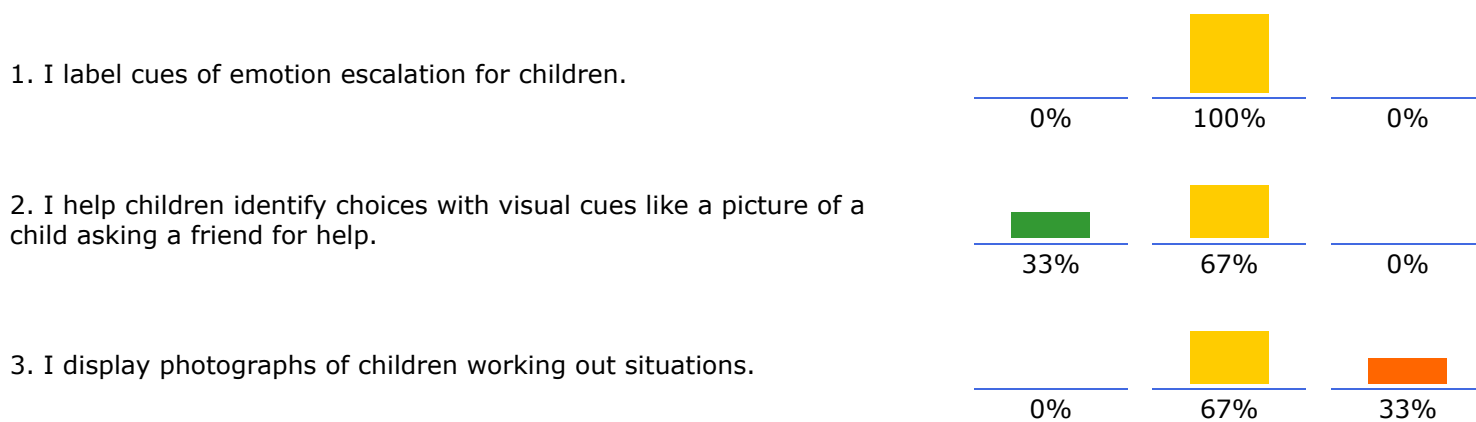 1. I label cues of emotion escalation for children.
0% 100% 0%
2. I help children identify choices with visual cues like a picture of a
child asking a friend for help.
33% 67% 0%
3. I display photographs of children working out situations.
0% 67% 33%